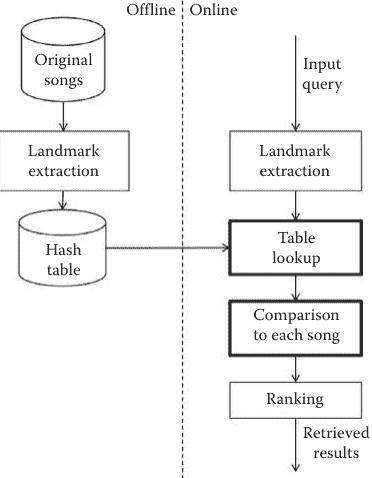 Offline
Online
Original
songs
Landmark
extraction
Hash
table
Input
query
Landmark
extraction
Table
lookup
Comparison
to each song
Ranking
Retrieved
results